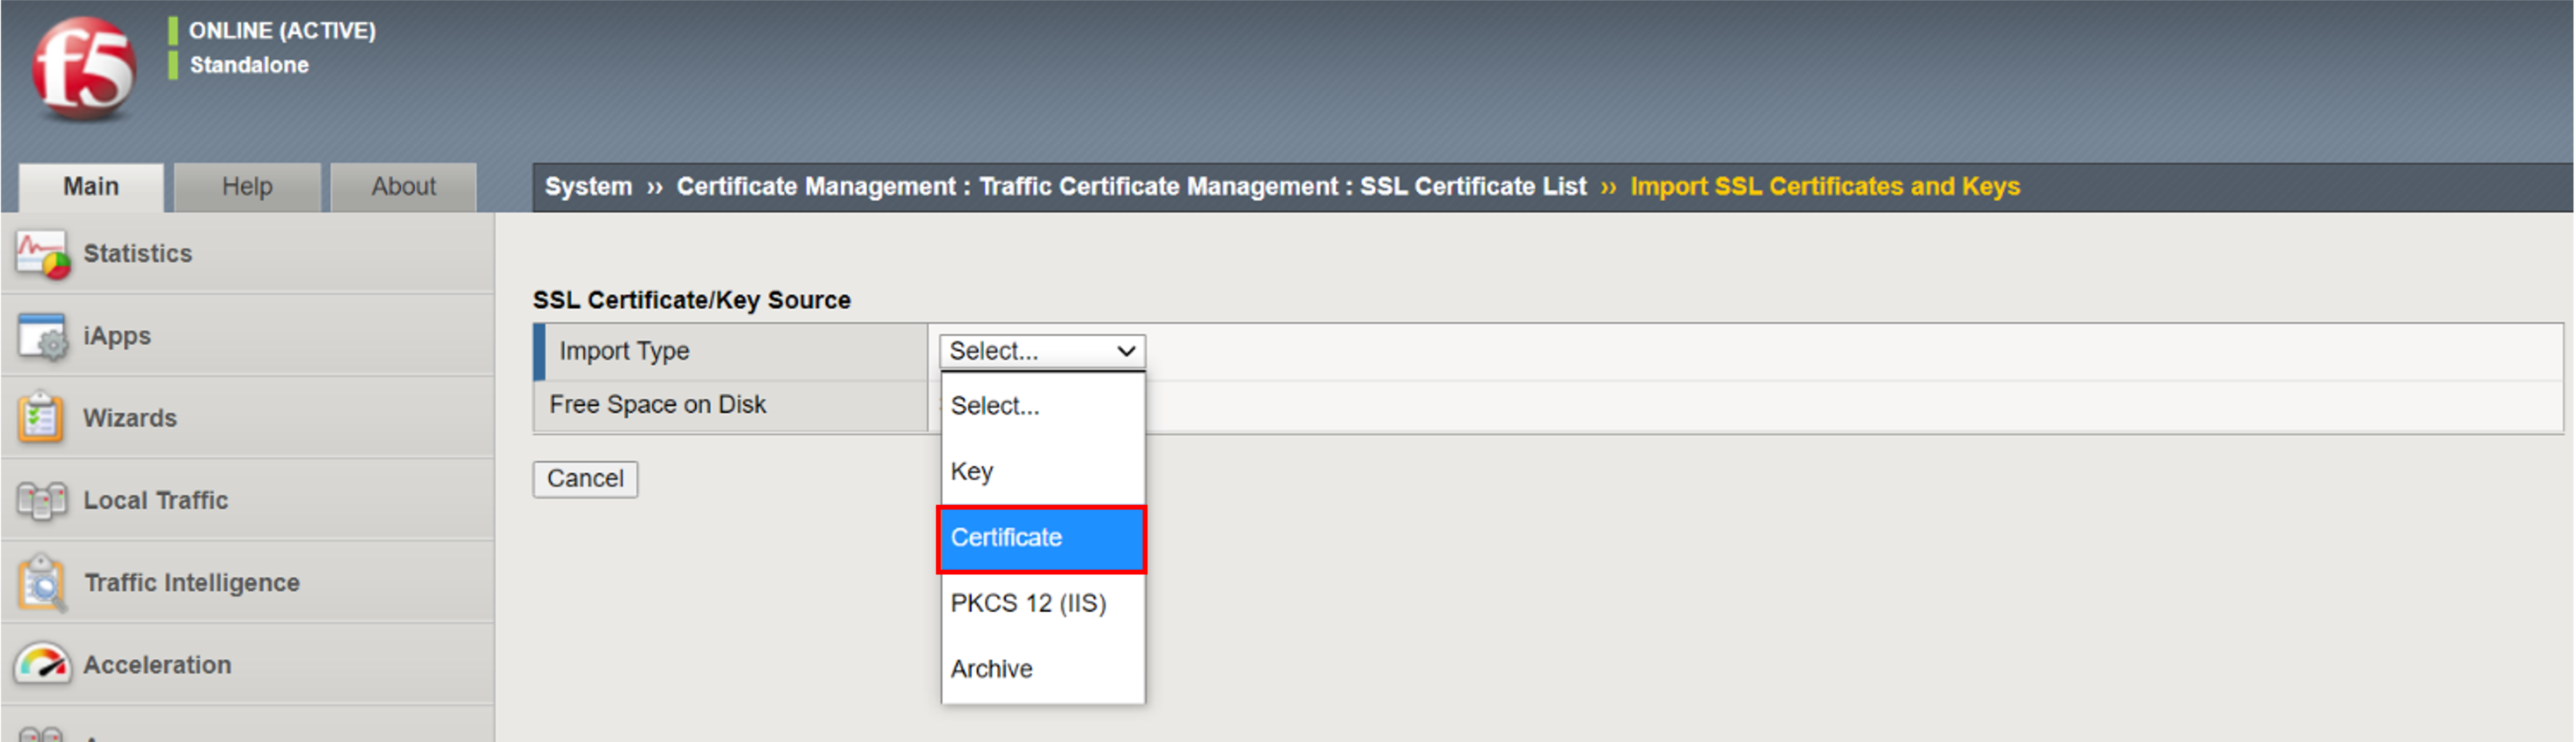 f5
ONLINE (ACTIVE)
Standalone
Main
Help
About
System ›› Certificate Management : Traffic Certificate Management : SSL Certificate List ›› Import SSL Certificates and Keys
Statistics
iApps
Wizards
Local Traffic
Traffic Intelligence
Acceleration
SSL Certificate/Key Source
Import Type
Select...
Free Space on Disk
Select...
Key
Certificate
PKCS 12 (IIS)
Archive
Cancel